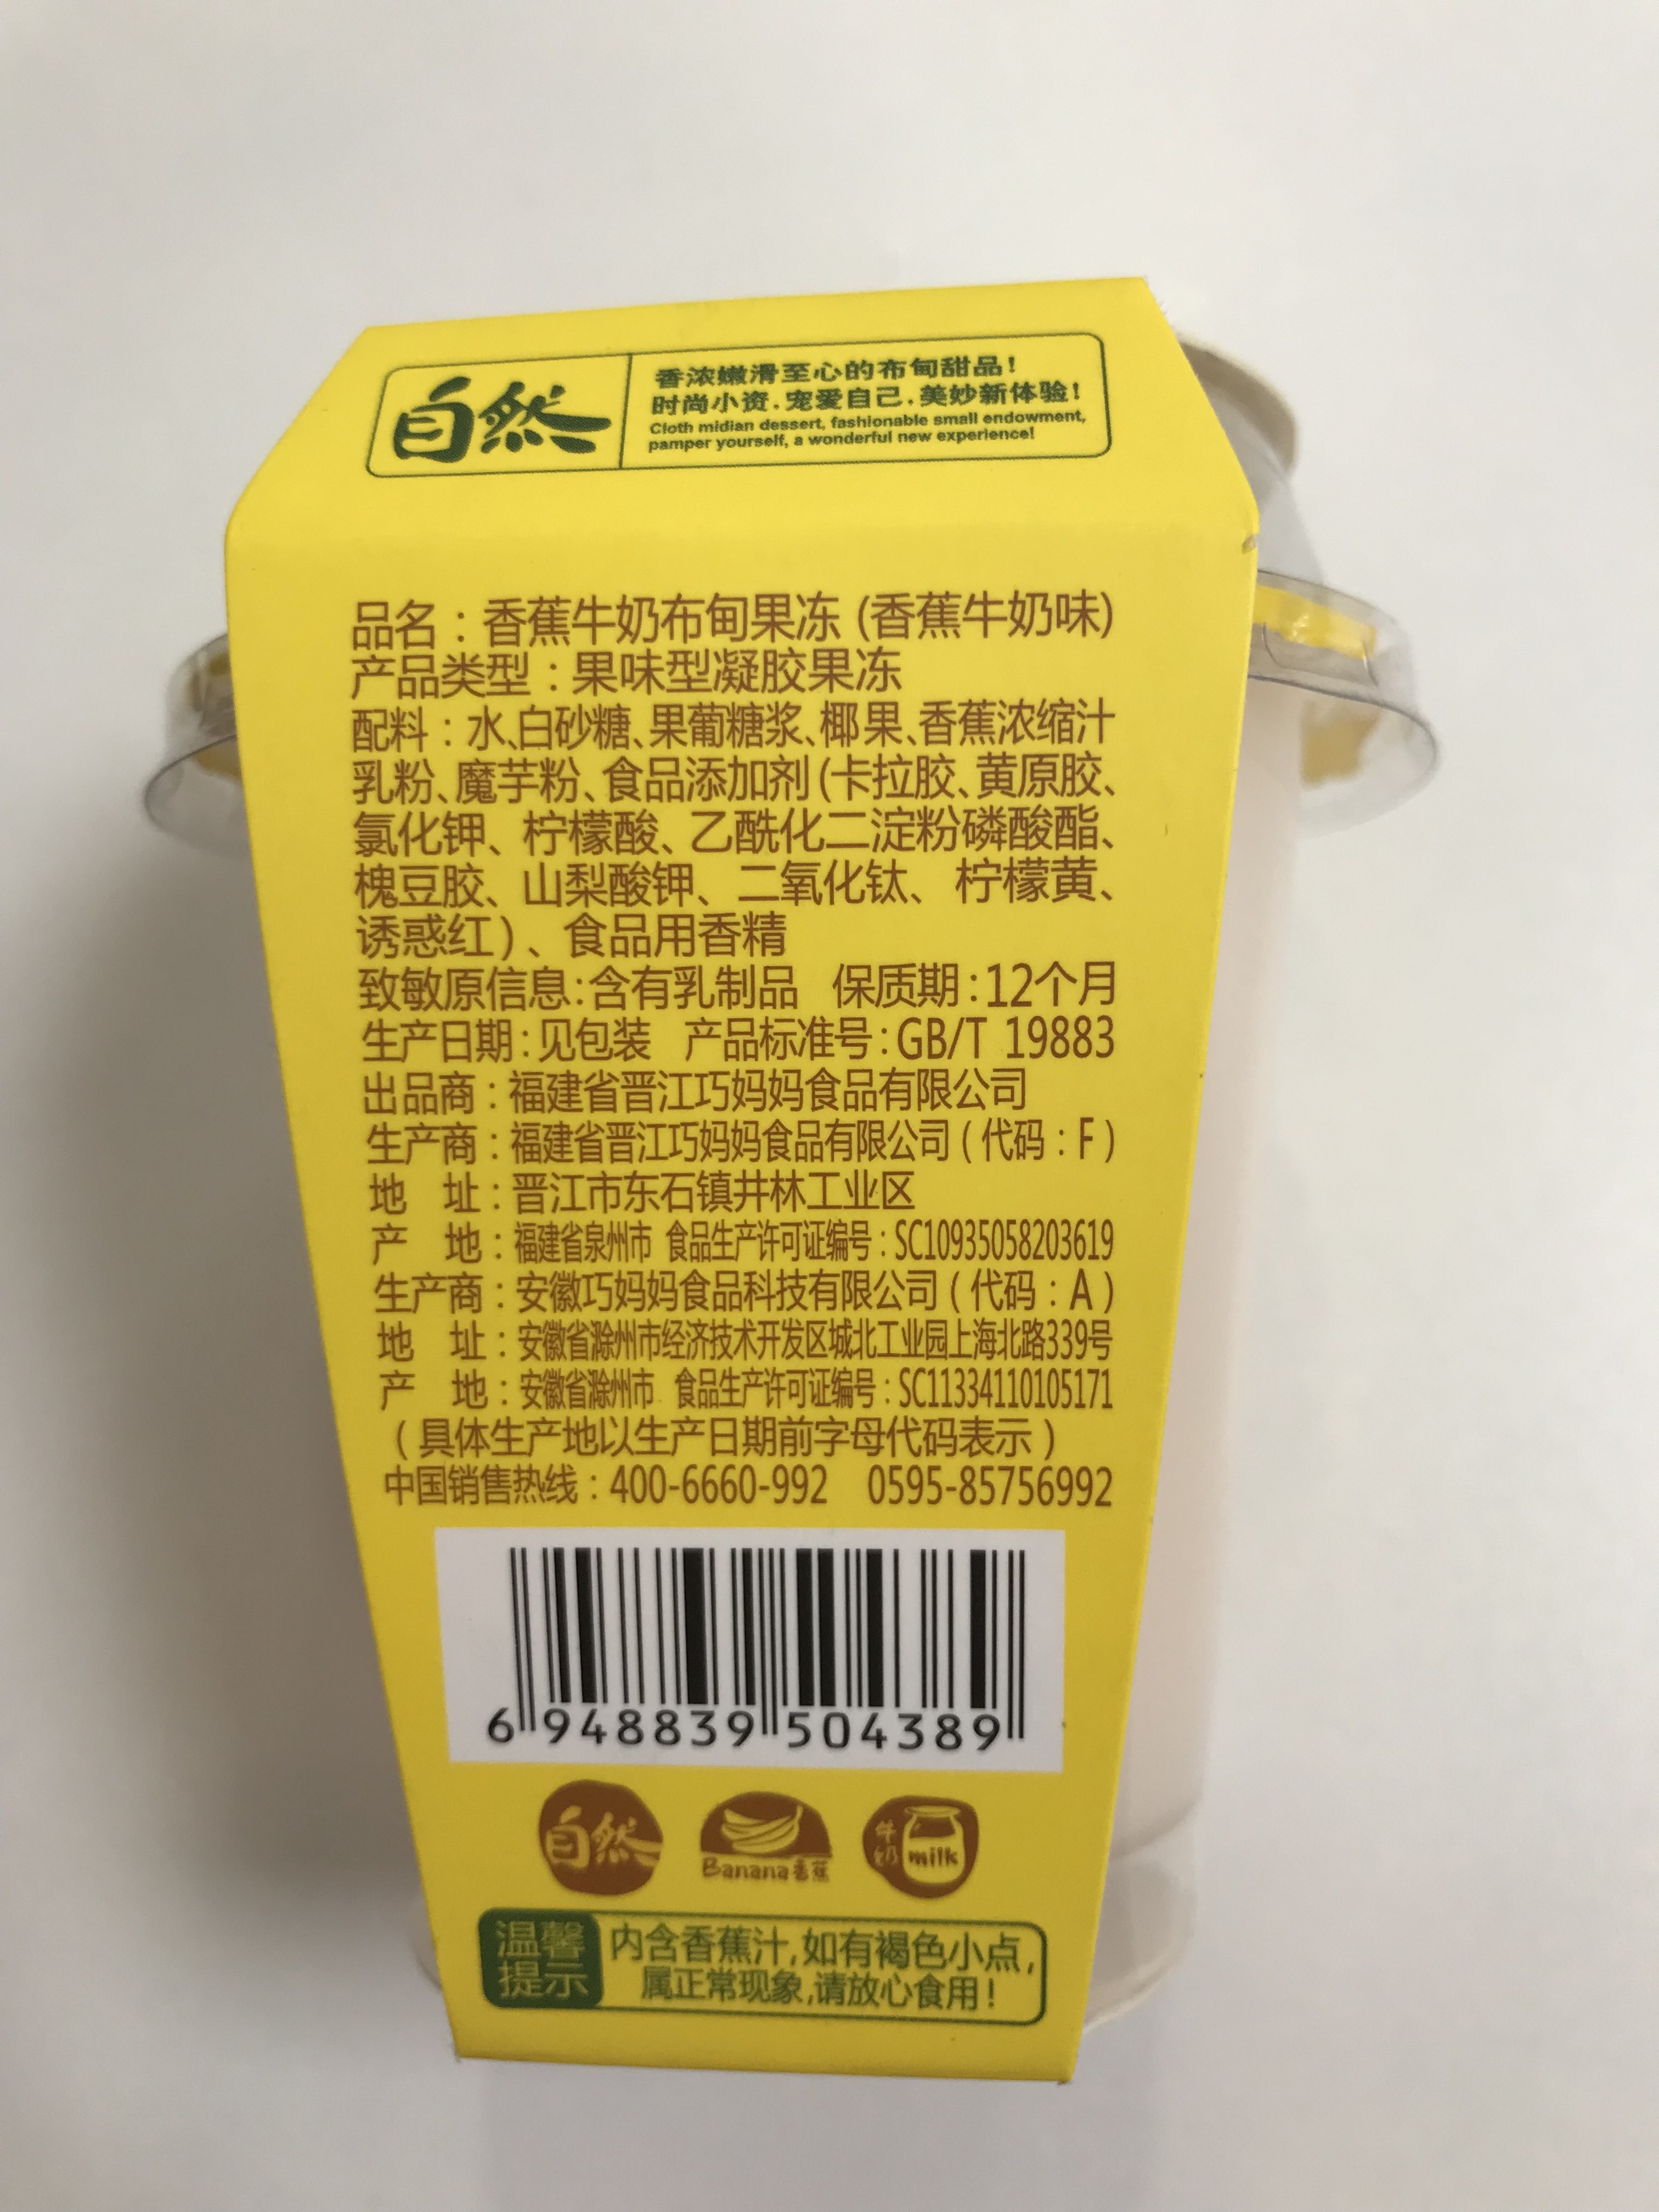 自然
香浓嫩滑至心的布甸甜品!
时尚小资.宠爱自己.美妙新体验!
Cloth midian dessert, fashionable small endowment,
pamper yourself, a wonderful new experience!
品名：香蕉牛奶布甸果冻(香蕉牛奶味)
产品类型：果味型凝胶果冻
配料：水、白砂糖、果葡糖浆、椰果、香蕉浓缩汁
乳粉、魔芋粉、食品添加剂(卡拉胶、黄原胶、
氯化钾、柠檬酸、乙酰化二淀粉磷酸酯、
槐豆胶、山梨酸钾、二氧化钛、柠檬黄、
诱惑红)、食品用香精
致敏原信息:含有乳制品 保质期:12个月
生产日期:见包装 产品标准号:GB/T 19883
出品商：福建省晋江巧妈妈食品有限公司
生产商：福建省晋江巧妈妈食品有限公司(代码：F)
地 址：晋江市东石镇井林工业区
产 地：福建省泉州市 食品生产许可证编号：SC10935058203619
生产商：安徽巧妈妈食品科技有限公司(代码：A)
地 址：安徽省滁州市经济技术开发区城北工业园上海北路339号
产 地：安徽省滁州市 食品生产许可证编号：SC11334110105171
(具体生产地以生产日期前字母代码表示)
中国销售热线：400-6660-992 0595-85756992
6 948839 504389
自然
Banana香蕉
牛奶 milk
温馨
提示
内含香蕉汁,如有褐色小点,
属正常现象,请放心食用!